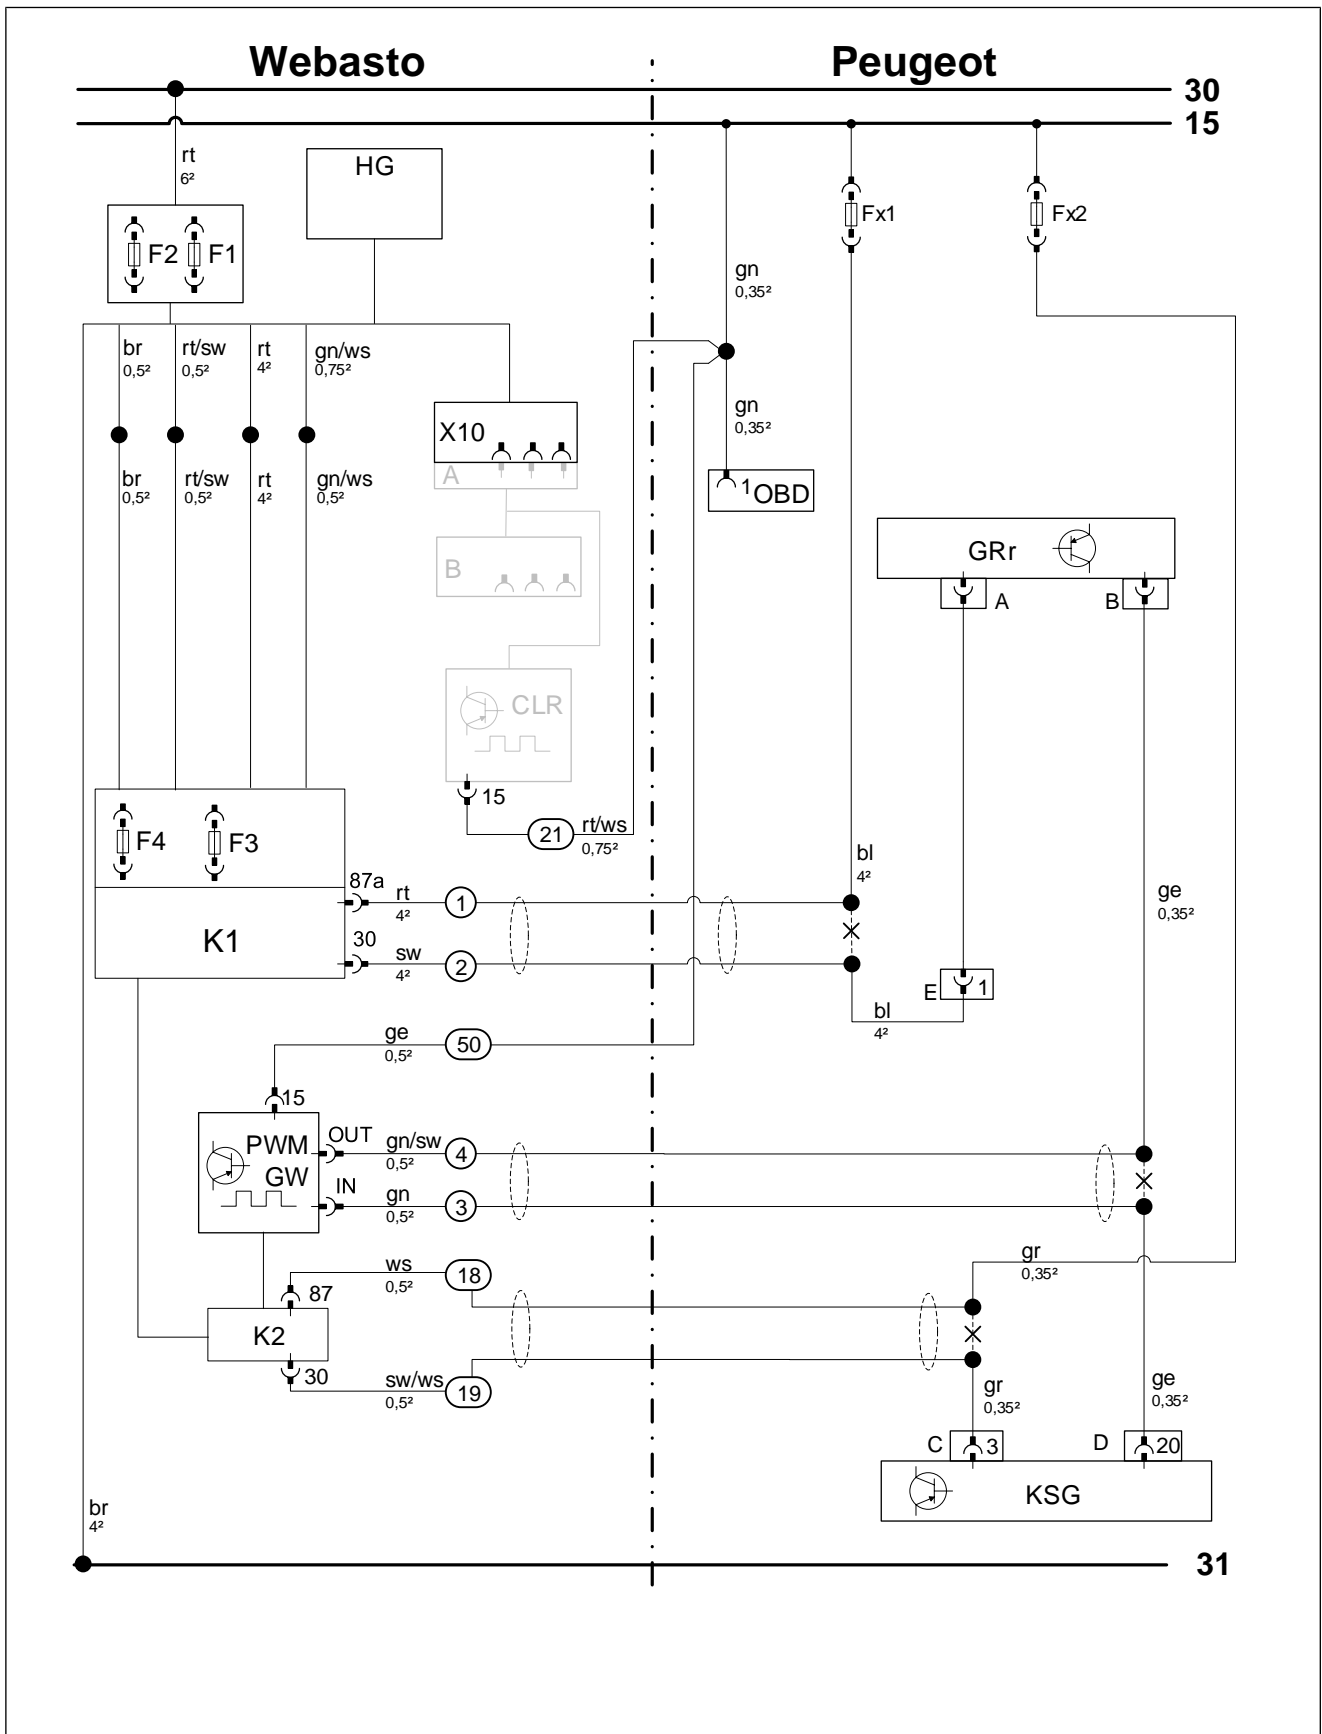 Webasto Peugeot
30
15
rt
6²
HG
F2 F1
Fx1 Fx2
gn
0,35²
br rt/sw rt gn/ws
0,5² 0,5² 4² 0,75²
gn
0,35²
X10
A
br rt/sw rt gn/ws
0,5² 0,5² 4² 0,5²
1 OBD
GRr
B
A B
CLR
15
21 rt/ws
0,75²
F4 F3
bl
4²
87a rt 1
4²
ge
0,35²
K1
30 sw 2
4²
E 1
bl
4²
ge 50
0,5²
15
PWM OUT gn/sw 4
0,5²
GW IN gn 3
0,5²
gr
0,35²
ws 18
0,5²
87
K2
30 sw/ws 19
0,5²
gr
0,35²
ge
0,35²
C 3 D 20
KSG
br
4²
31